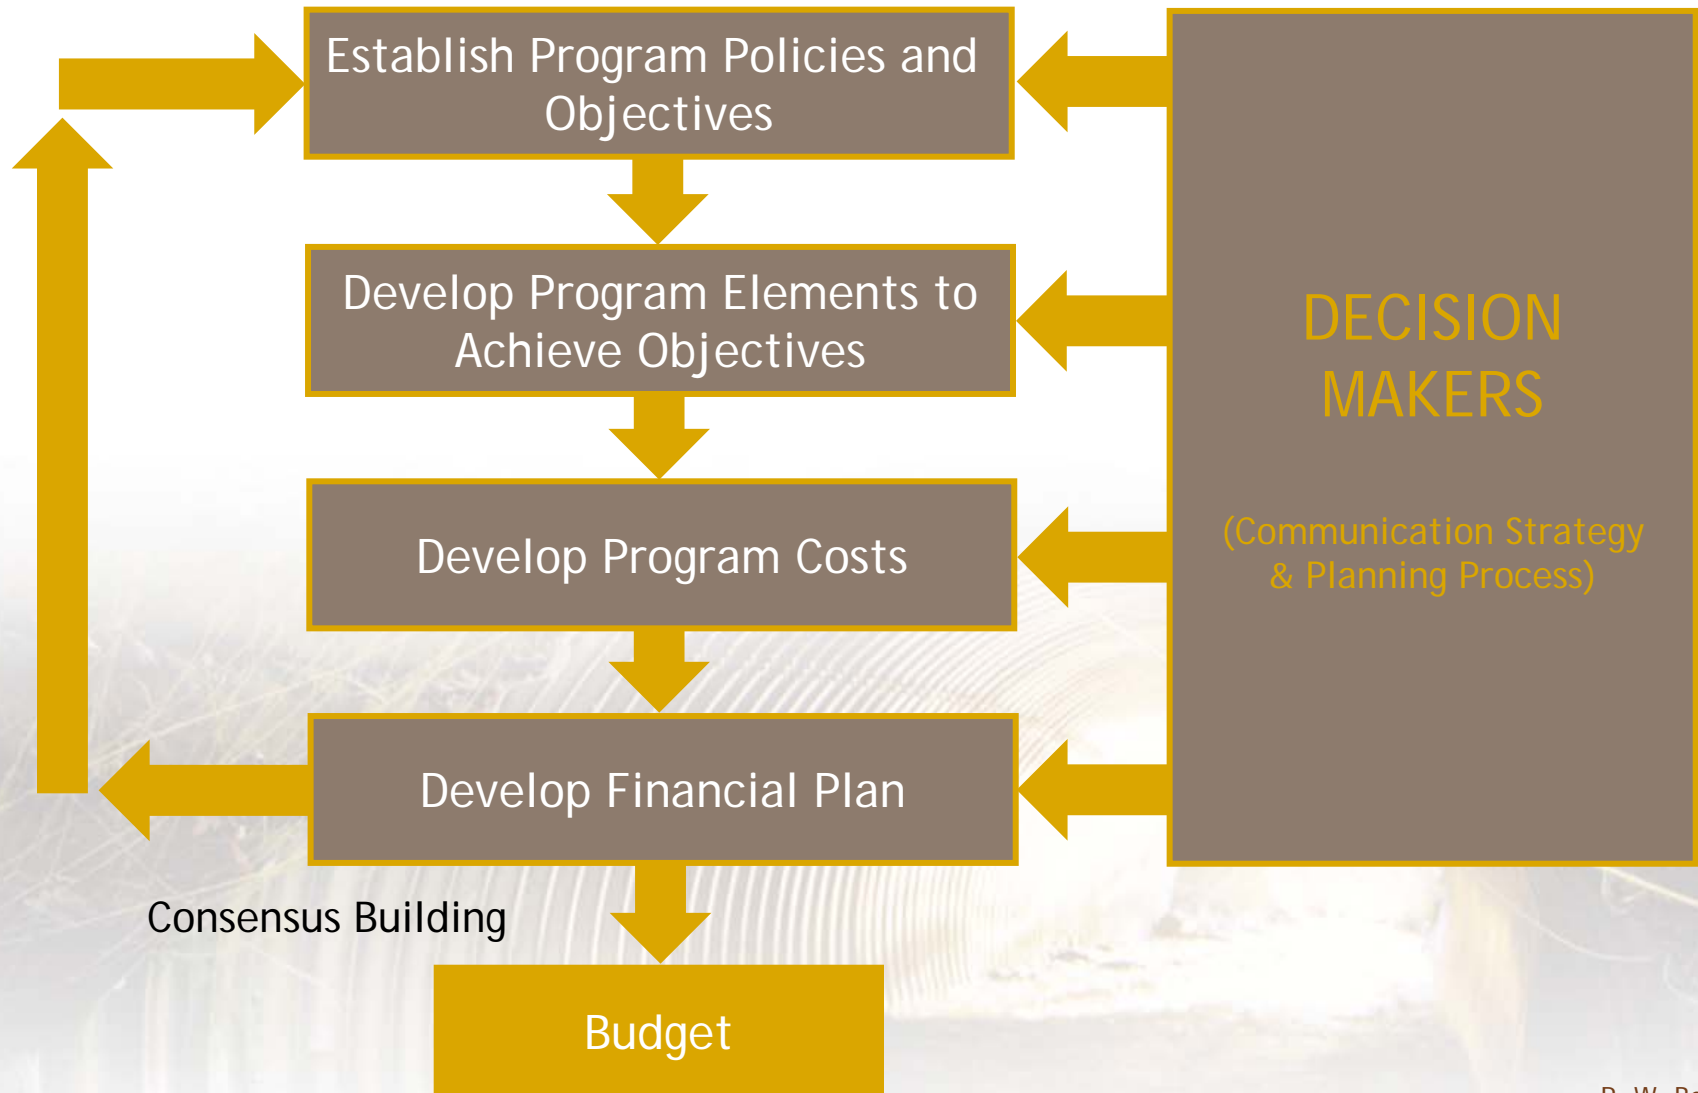 Establish Program Policies and
Objectives
Develop Program Elements to
Achieve Objectives
Develop Program Costs
Develop Financial Plan
Consensus Building
Budget
DECISION
MAKERS
(Communication Strategy
& Planning Process)